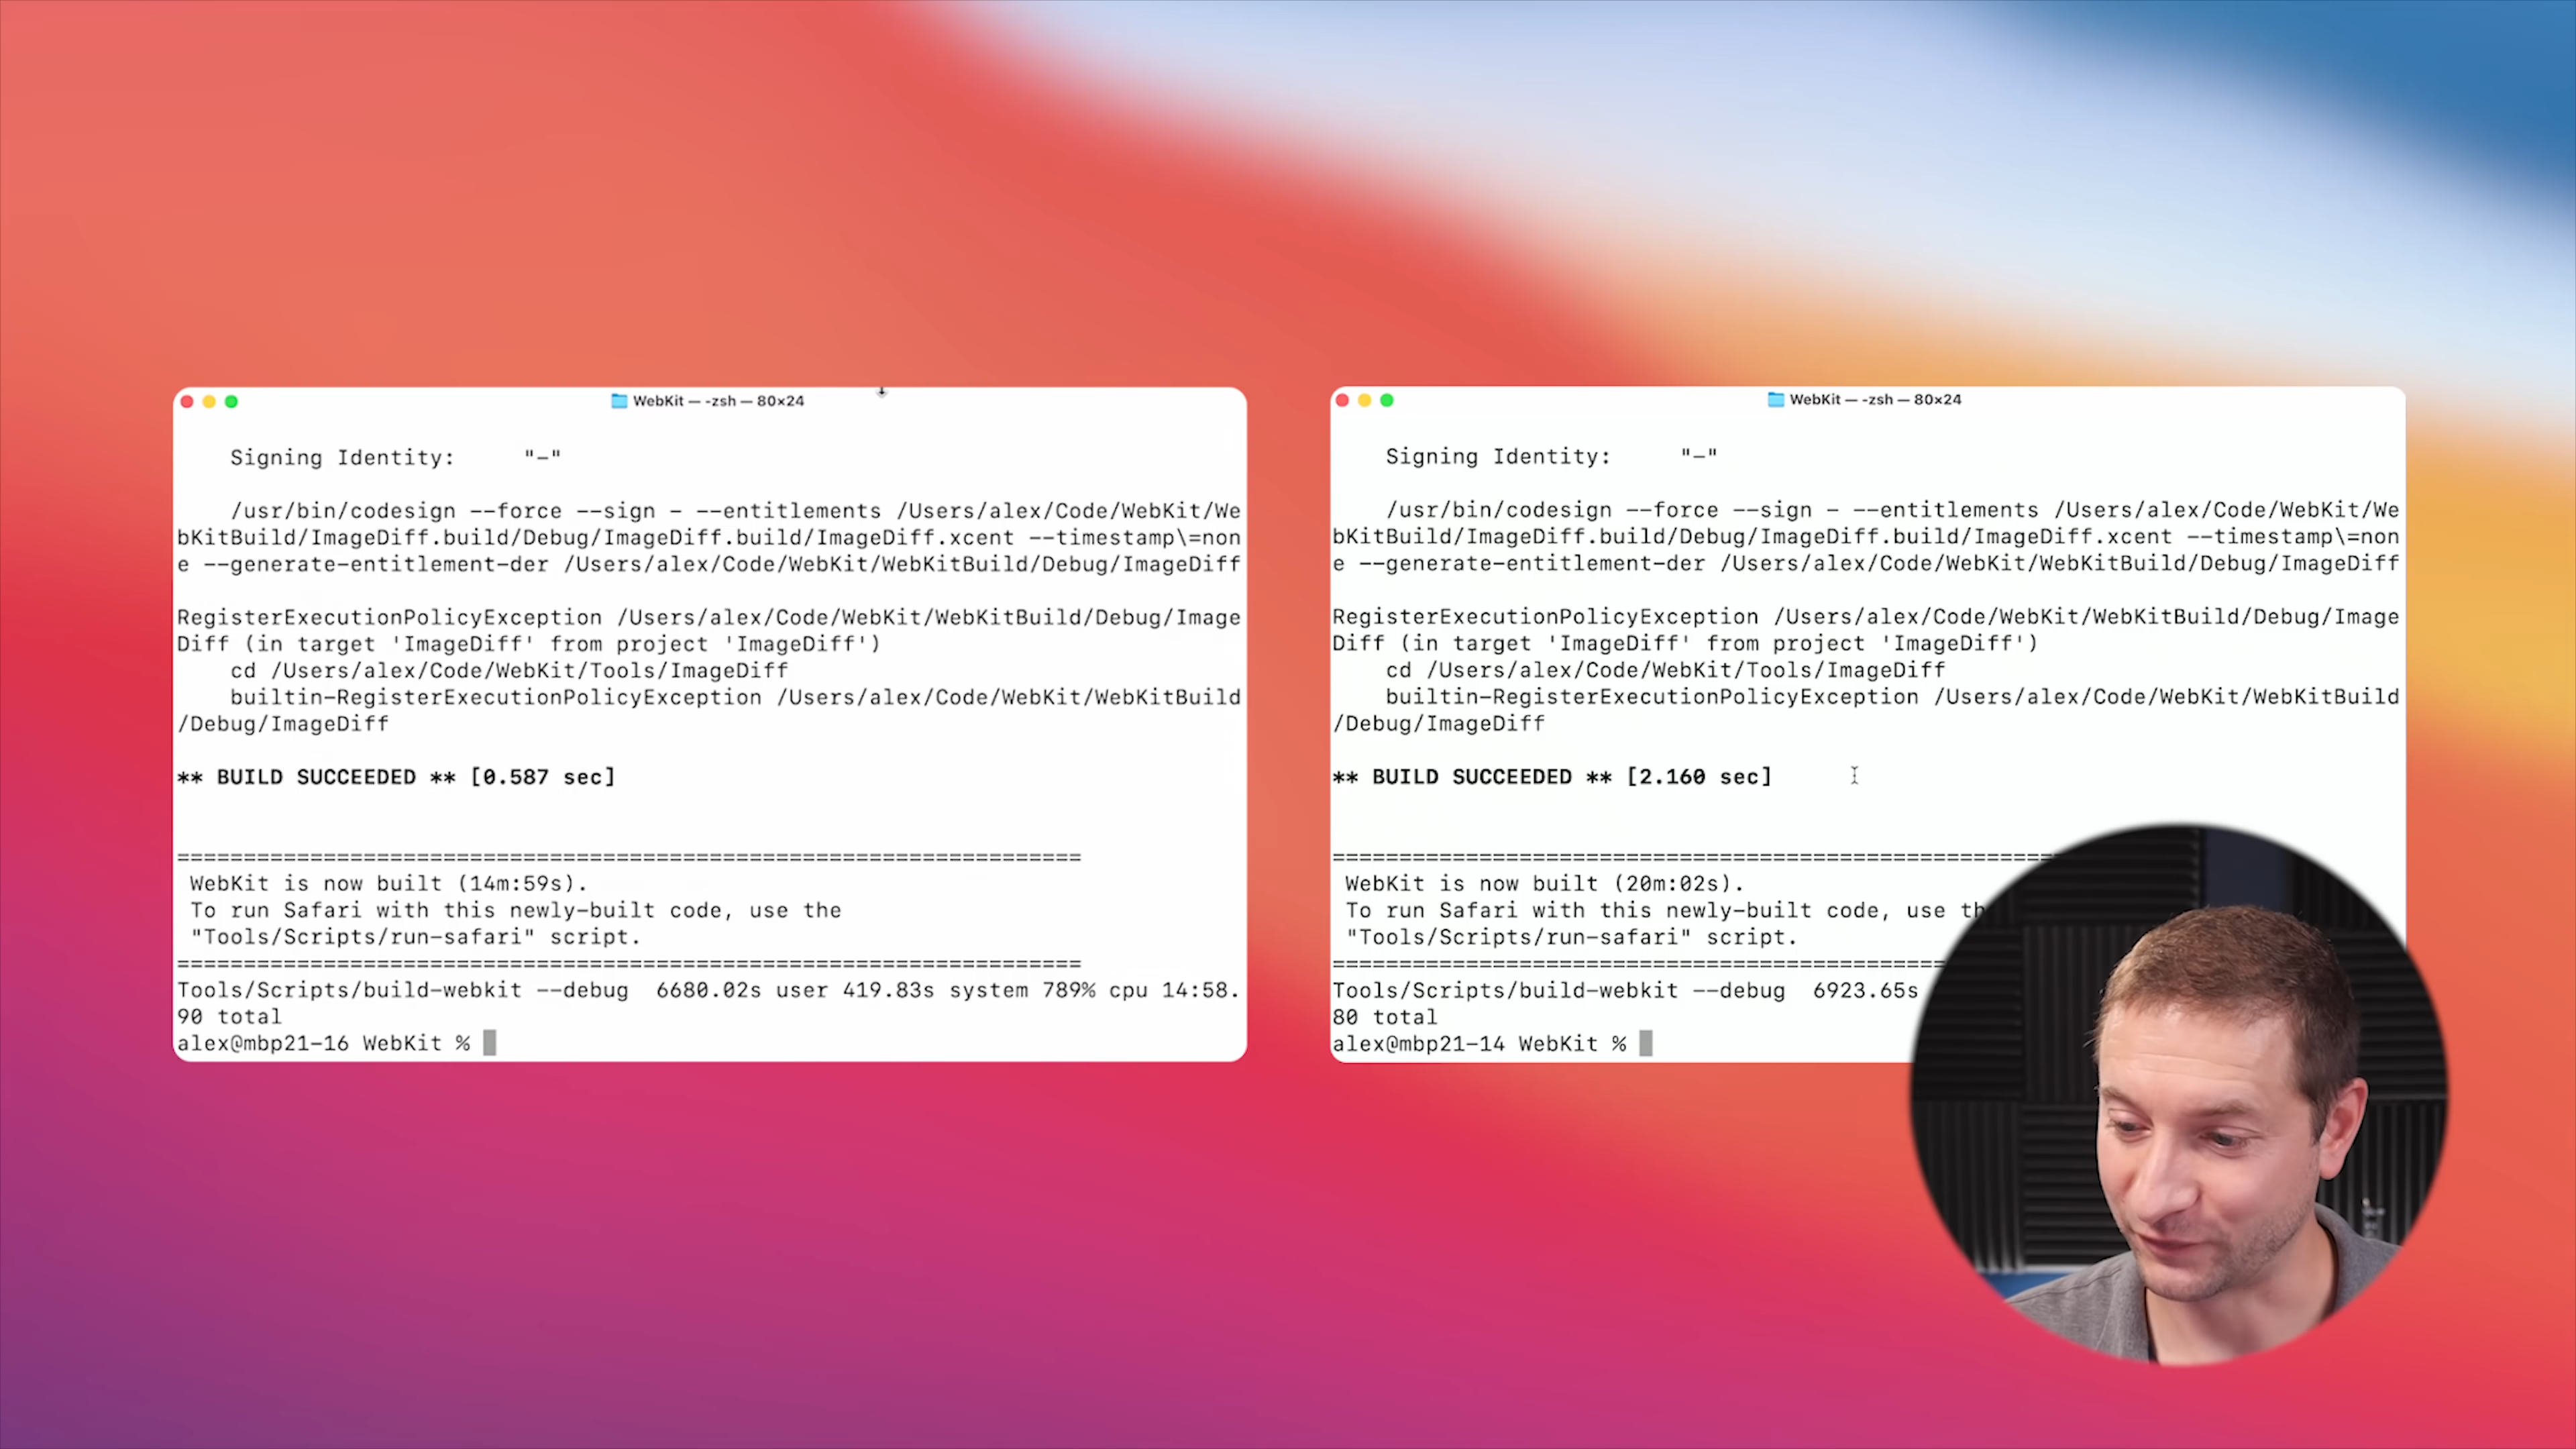 WebKit — -zsh — 80×24
Signing Identity:     "-"
/usr/bin/codesign --force --sign - --entitlements /Users/alex/Code/WebKit/We
bKitBuild/ImageDiff.build/Debug/ImageDiff.build/ImageDiff.xcent --timestamp\=non
e --generate-entitlement-der /Users/alex/Code/WebKit/WebKitBuild/Debug/ImageDiff
RegisterExecutionPolicyException /Users/alex/Code/WebKit/WebKitBuild/Debug/Image
Diff (in target 'ImageDiff' from project 'ImageDiff')
cd /Users/alex/Code/WebKit/Tools/ImageDiff
builtin-RegisterExecutionPolicyException /Users/alex/Code/WebKit/WebKitBuild
/Debug/ImageDiff
** BUILD SUCCEEDED ** [0.587 sec]
====================================================================
WebKit is now built (14m:59s).
To run Safari with this newly-built code, use the
"Tools/Scripts/run-safari" script.
====================================================================
Tools/Scripts/build-webkit --debug  6680.02s user 419.83s system 789% cpu 14:58.
90 total
alex@mbp21-16 WebKit %
WebKit — -zsh — 80×24
Signing Identity:     "-"
/usr/bin/codesign --force --sign - --entitlements /Users/alex/Code/WebKit/We
bKitBuild/ImageDiff.build/Debug/ImageDiff.build/ImageDiff.xcent --timestamp\=non
e --generate-entitlement-der /Users/alex/Code/WebKit/WebKitBuild/Debug/ImageDiff
RegisterExecutionPolicyException /Users/alex/Code/WebKit/WebKitBuild/Debug/Image
Diff (in target 'ImageDiff' from project 'ImageDiff')
cd /Users/alex/Code/WebKit/Tools/ImageDiff
builtin-RegisterExecutionPolicyException /Users/alex/Code/WebKit/WebKitBuild
/Debug/ImageDiff
** BUILD SUCCEEDED ** [2.160 sec]
======================================================
WebKit is now built (20m:02s).
To run Safari with this newly-built code, use th
"Tools/Scripts/run-safari" script.
==============================================
Tools/Scripts/build-webkit --debug  6923.65s
80 total
alex@mbp21-14 WebKit %